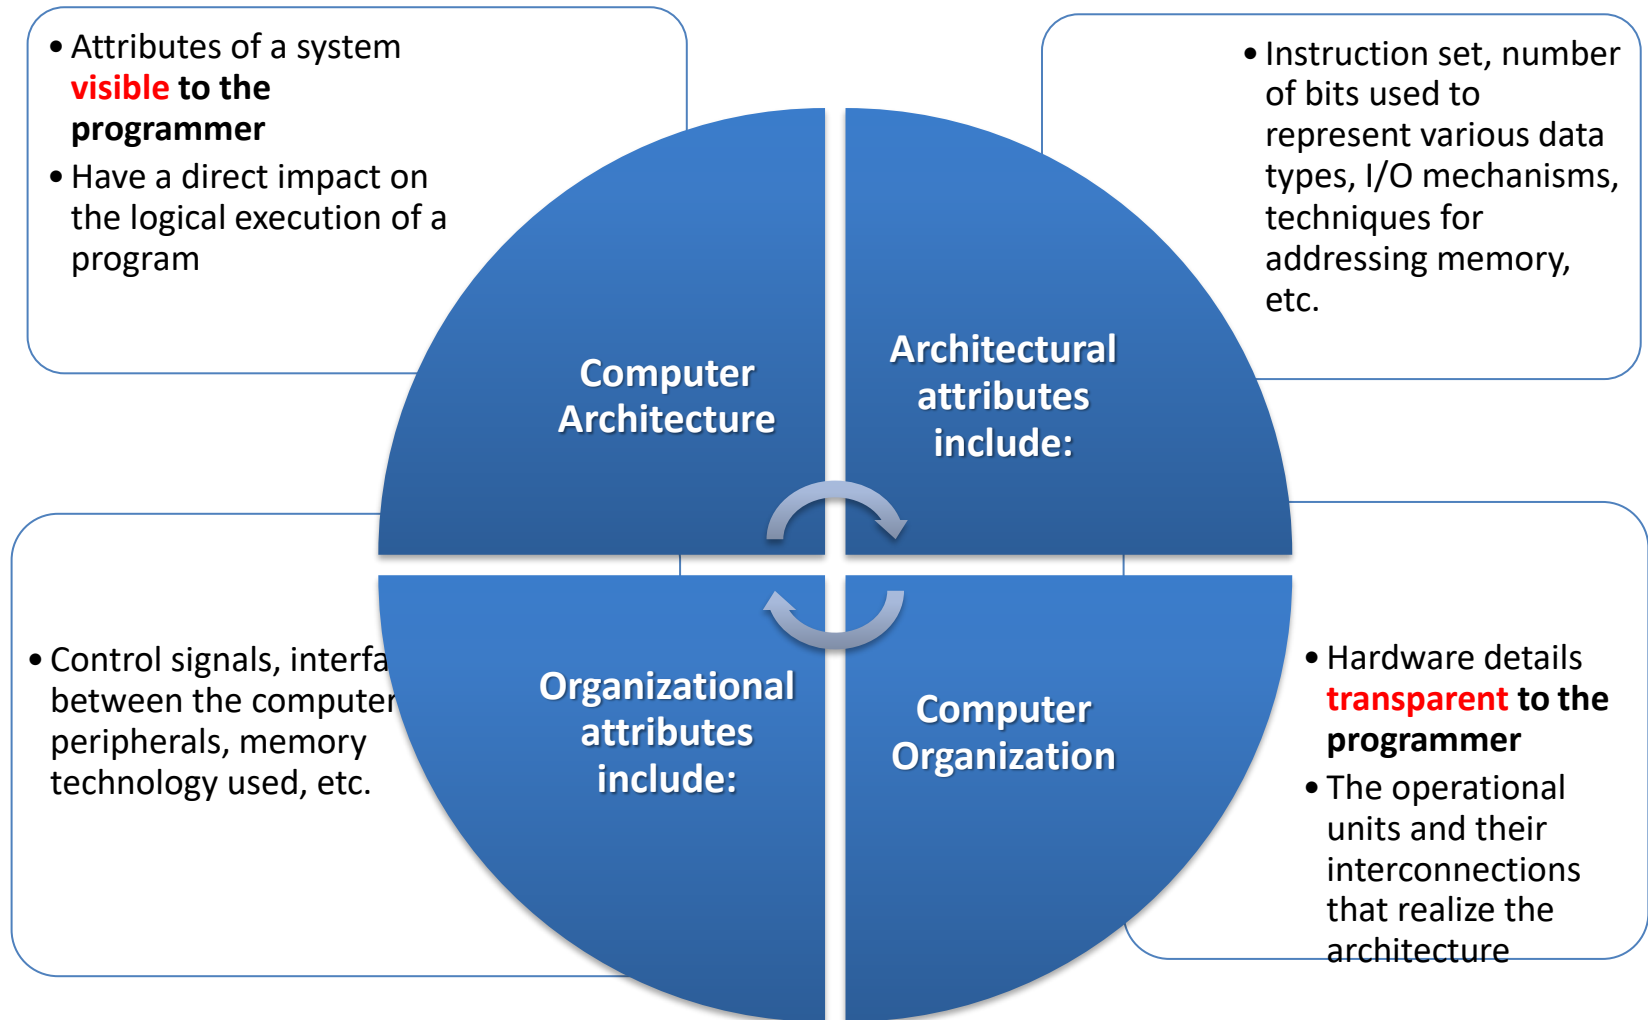 • Attributes of a system
visible to the
programmer
• Have a direct impact on
the logical execution of a
program
• Instruction set, number
of bits used to
represent various data
types, I/O mechanisms,
techniques for
addressing memory,
etc.
Computer
Architecture
Architectural
attributes
include:
• Control signals, interfa
between the computer
peripherals, memory
technology used, etc.
Organizational
attributes
include:
Computer
Organization
• Hardware details
transparent to the
programmer
• The operational
units and their
interconnections
that realize the
architecture